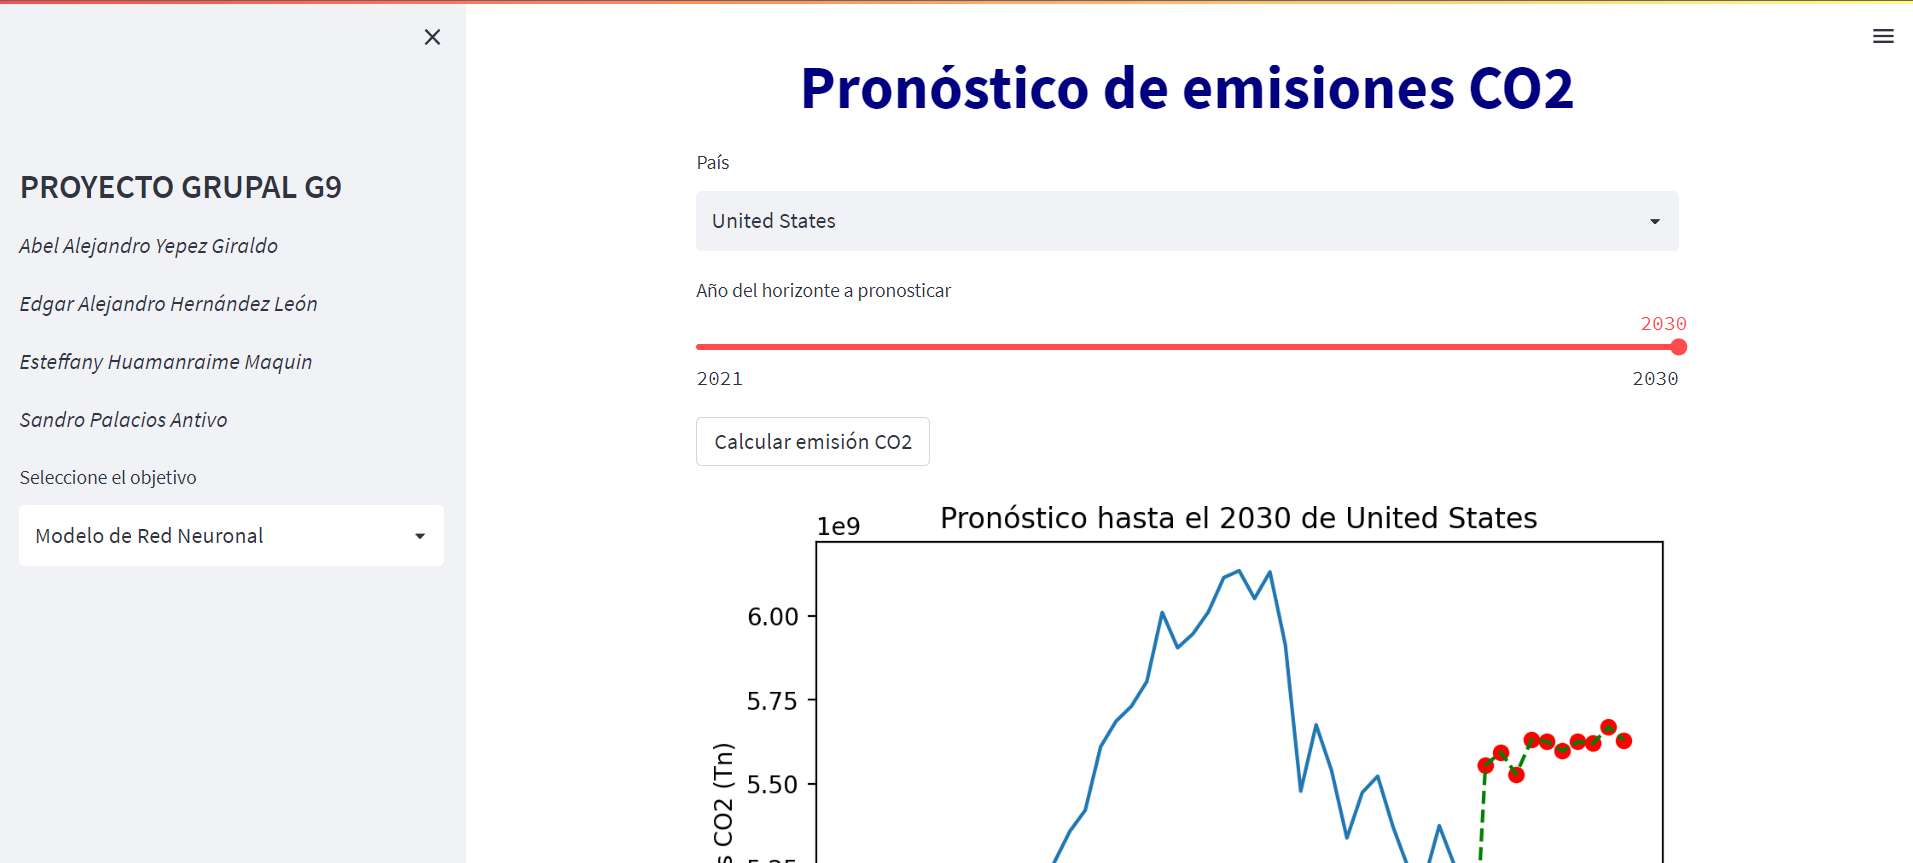 PROYECTO GRUPAL G9
Abel Alejandro Yepez Giraldo
Edgar Alejandro Hernández León
Esteffany Huamanraime Maquin
Sandro Palacios Antivo
Seleccione el objetivo
Modelo de Red Neuronal
Pronóstico de emisiones CO2
País
United States
Año del horizonte a pronosticar
2030
2021
2030
Calcular emisión CO2
Pronóstico hasta el 2030 de United States
1e9
6.00
5.75
5.50
CO2 (Tn)